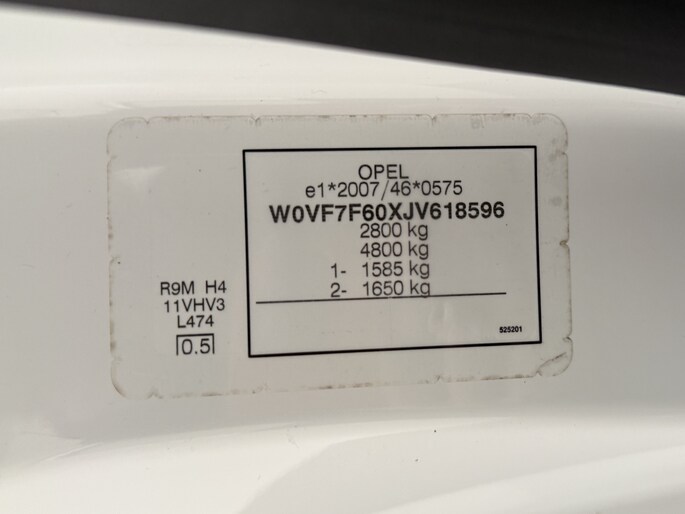 OPEL
e1*2007/46*0575
W0VF7F60XJV618596
2800 kg
4800 kg
1- 1585 kg
2- 1650 kg
525201
R9M H4
11VHV3
L474
0.5